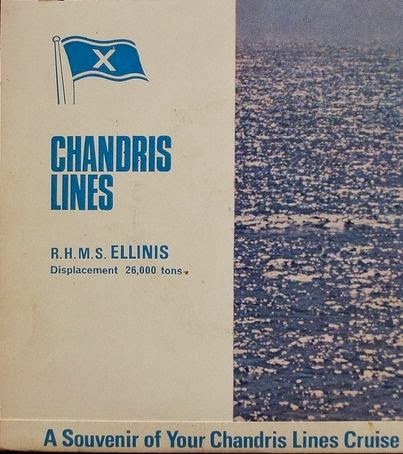 X
CHANDRIS
LINES
R.H.M.S. ELLINIS
Displacement 26,000 tons.
A Souvenir of Your Chandris Lines Cruise